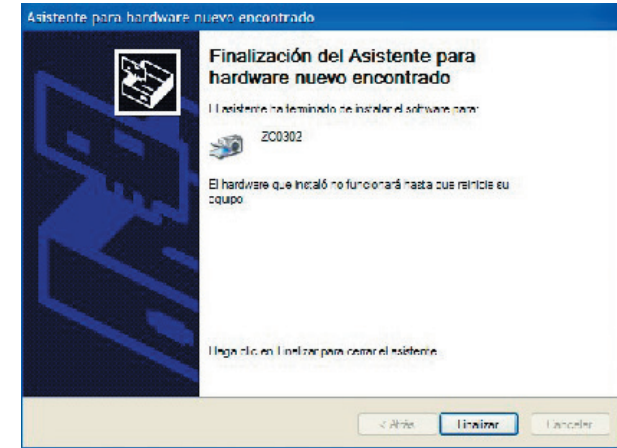 Asistente para hardware nuevo encontrado
Finalización del Asistente para
hardware nuevo encontrado
El asistente ha terminado de instalar el software para:
ZC0302
El hardware que instaló no funcionará hasta que reinicie su
equipo.
Haga clic en Finalizar para cerrar el asistente.
< Atrás
Finalizar
Cancelar